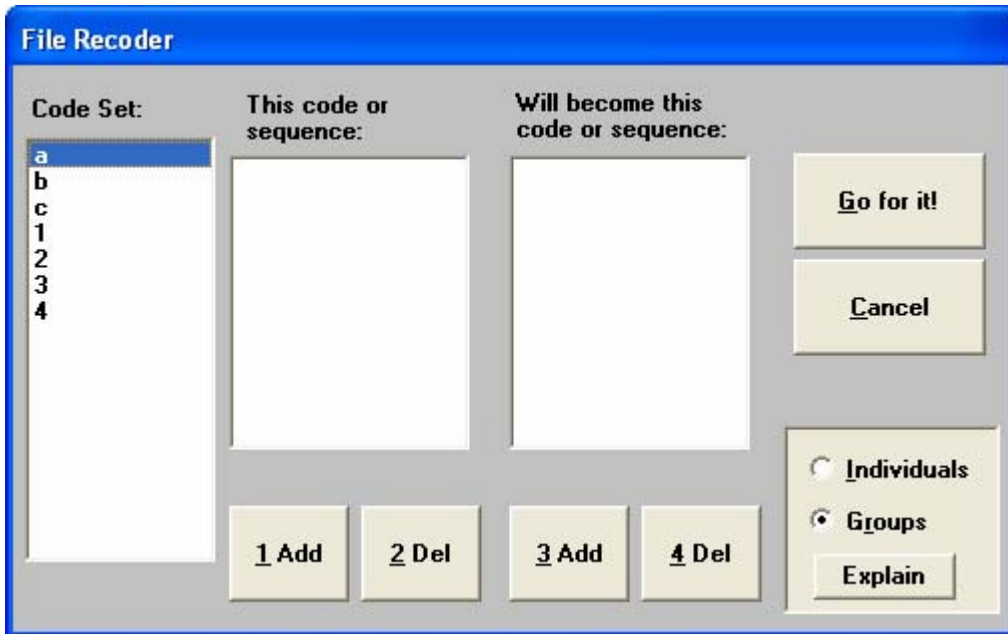 File Recoder
Code Set:
a
b
c
1
2
3
4
This code or
sequence:
Will become this
code or sequence:
Go for it!
Cancel
1 Add
2 Del
3 Add
4 Del
Individuals
Groups
Explain